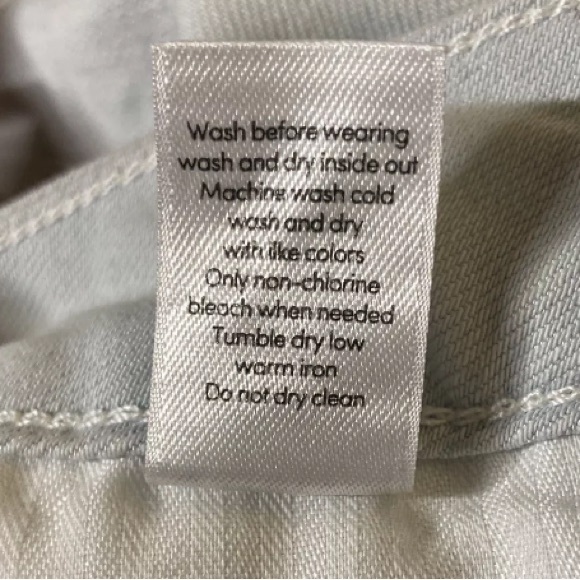 Wash before wearing
wash and dry inside out
Machine wash cold
wash and dry
with like colors
Only non-chlorine
bleach when needed
Tumble dry low
warm iron
Do not dry clean